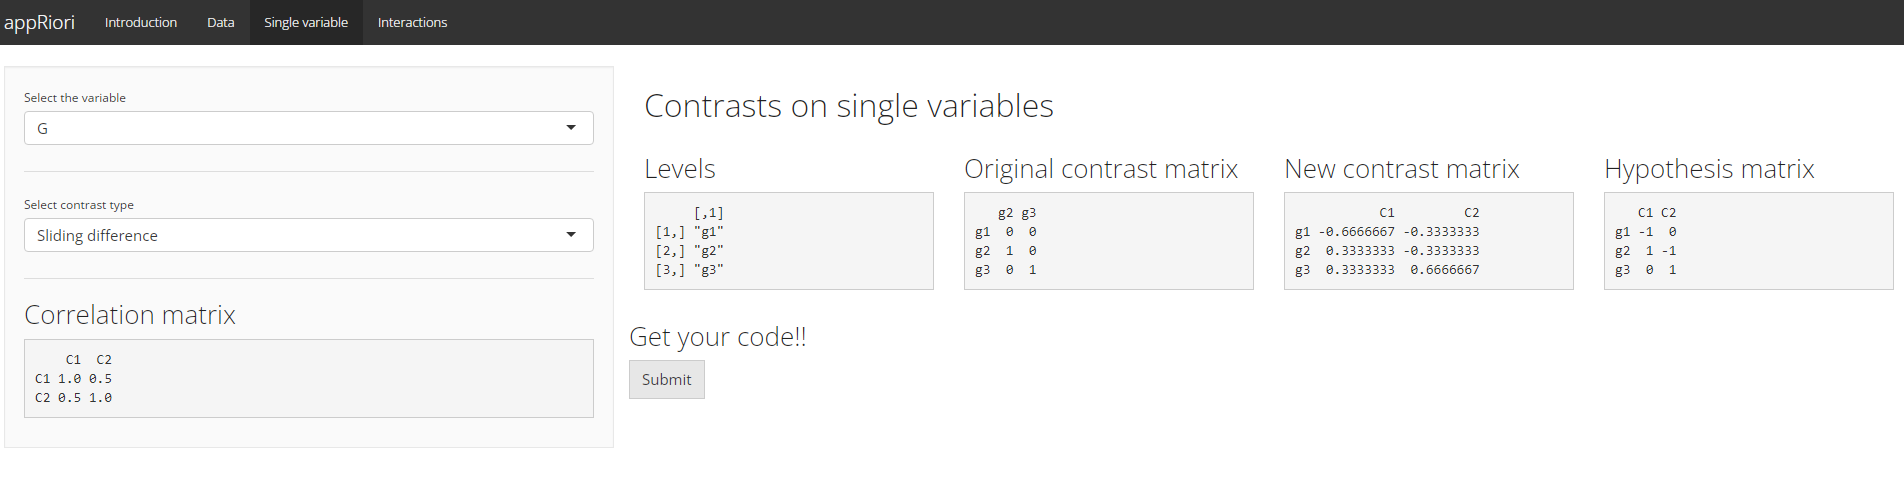 appRiori Introduction Data Single variable Interactions
Select the variable
G
Select contrast type
Sliding difference
Correlation matrix
C1 C2
C1 1.0 0.5
C2 0.5 1.0
Contrasts on single variables
Levels
[,1]
[1,] "g1"
[2,] "g2"
[3,] "g3"
Original contrast matrix
g2 g3
g1 0 0
g2 1 0
g3 0 1
New contrast matrix
C1 C2
g1 -0.6666667 -0.3333333
g2 0.3333333 -0.3333333
g3 0.3333333 0.6666667
Hypothesis matrix
C1 C2
g1 -1 0
g2 1 -1
g3 0 1
Get your code!!
Submit